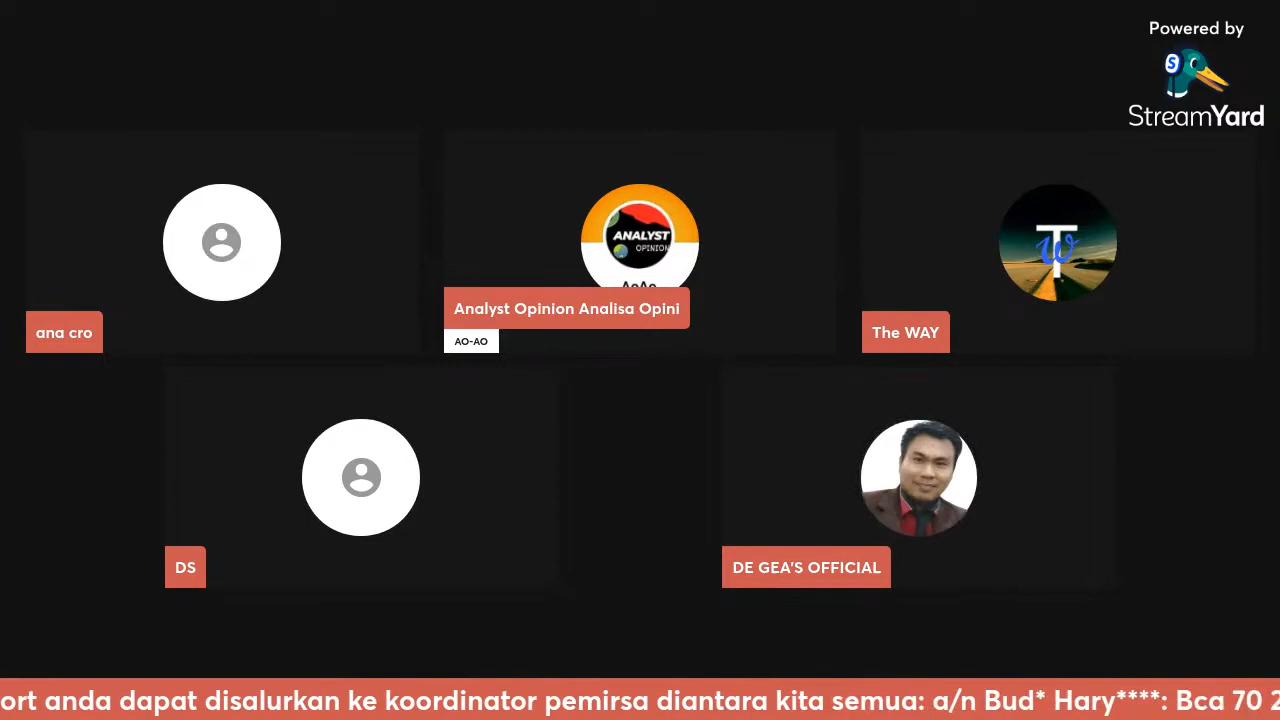 Powered by
StreamYard
ANALYST
OPINION
AoAo
ana cro
Analyst Opinion Analisa Opini
AO-AO
The WAY
DS
DE GEA'S OFFICIAL
ort anda dapat disalurkan ke koordinator pemirsa diantara kita semua: a/n Bud* Hary****: Bca 70 2